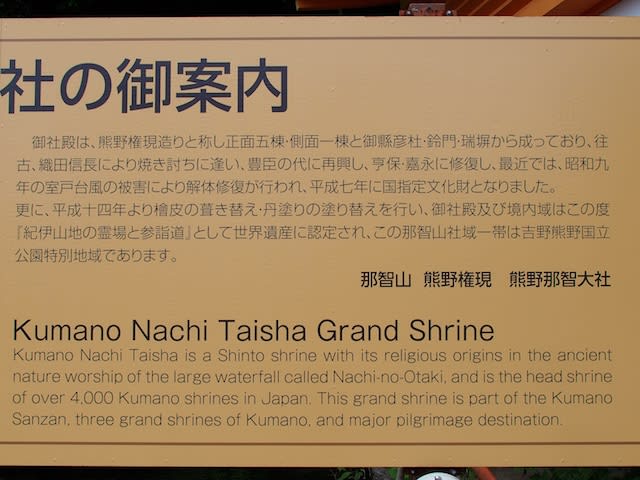 社の御案内
御社殿は、熊野権現造りと称し正面五棟・側面一棟と御縣彦社・鈴門・瑞塀から成っており、往
古、織田信長により焼き討ちに逢い、豊臣の代に再興し、享保・嘉永に修復し、最近では、昭和九
年の室戸台風の被害により解体修復が行われ、平成七年に国指定文化財となりました。
更に、平成十四年より檜皮の葺き替え・丹塗りの塗り替えを行い、御社殿及び境内域はこの度
『紀伊山地の霊場と参詣道』として世界遺産に認定され、この那智山社域一帯は吉野熊野国立
公園特別地域であります。
那智山 熊野権現 熊野那智大社
Kumano Nachi Taisha Grand Shrine
Kumano Nachi Taisha is a Shinto shrine with its religious origins in the ancient
nature worship of the large waterfall called Nachi-no-Otaki, and is the head shrine
of over 4,000 Kumano shrines in Japan. This grand shrine is part of the Kumano
Sanzan, three grand shrines of Kumano, and major pilgrimage destination.